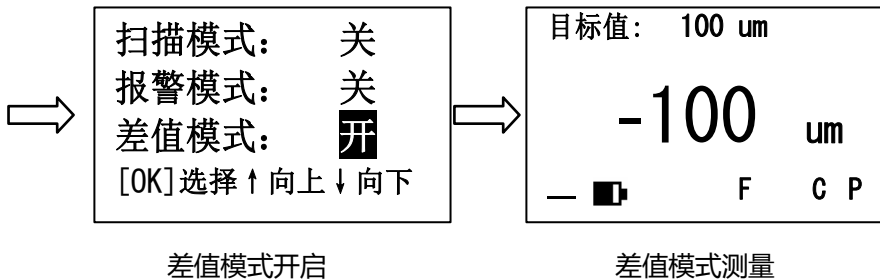 扫描模式: 关
报警模式: 关
差值模式: 开
[OK]选择↑向上↓向下
目标值: 100 um
-100 um
F C P
差值模式开启
差值模式测量